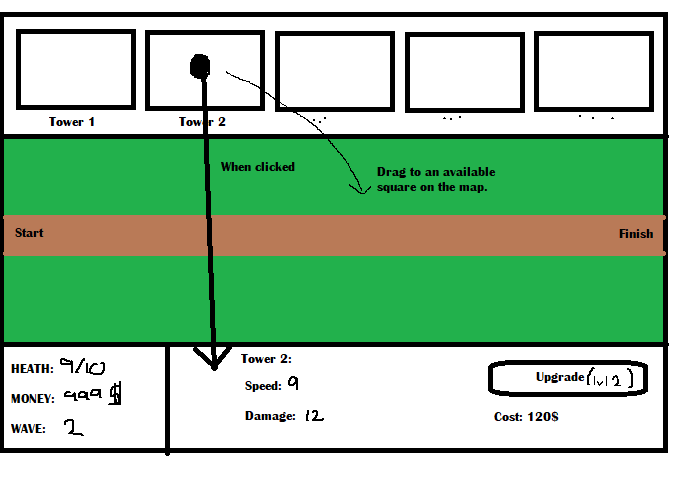 Tower 1
Tower 2
...
...
...
When clicked
Drag to an available
square on the map.
Start
Finish
HEATH: 9/10
MONEY: 999 $
WAVE: 2
Tower 2:
Speed: 9
Damage: 12
Upgrade (lvl 2)
Cost: 120$